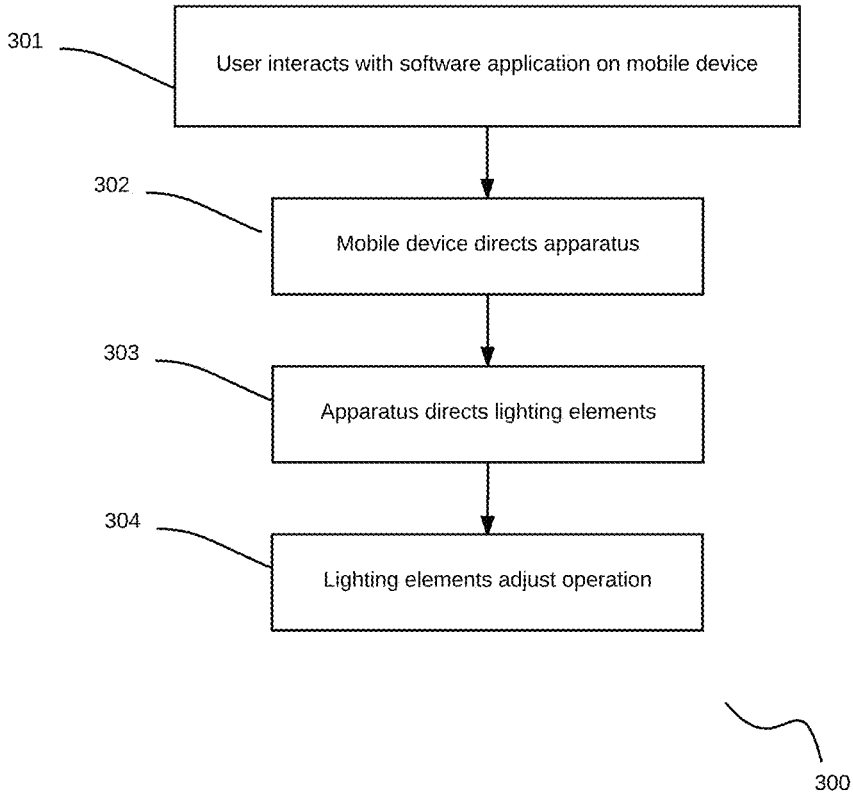 301
User interacts with software application on mobile device
302
Mobile device directs apparatus
303
Apparatus directs lighting elements
304
Lighting elements adjust operation
300